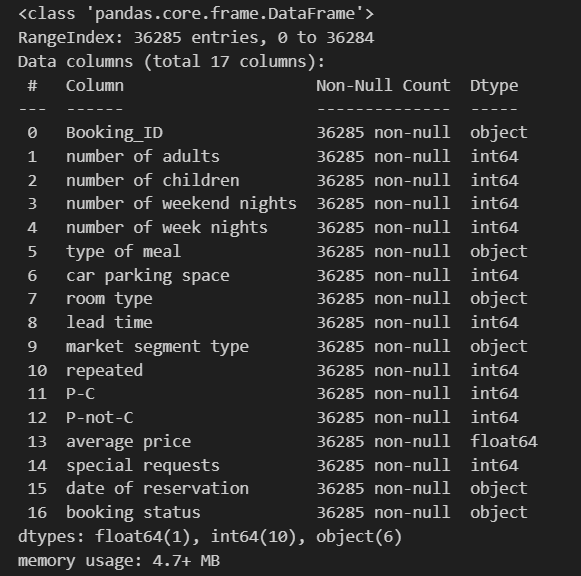 <class 'pandas.core.frame.DataFrame'>
RangeIndex: 36285 entries, 0 to 36284
Data columns (total 17 columns):
 #   Column                    Non-Null Count  Dtype
---  ------                    --------------  -----
 0   Booking_ID                36285 non-null  object
 1   number of adults          36285 non-null  int64
 2   number of children        36285 non-null  int64
 3   number of weekend nights  36285 non-null  int64
 4   number of week nights     36285 non-null  int64
 5   type of meal              36285 non-null  object
 6   car parking space         36285 non-null  int64
 7   room type                 36285 non-null  object
 8   lead time                 36285 non-null  int64
 9   market segment type       36285 non-null  object
 10  repeated                  36285 non-null  int64
 11  P-C                       36285 non-null  int64
 12  P-not-C                   36285 non-null  int64
 13  average price             36285 non-null  float64
 14  special requests          36285 non-null  int64
 15  date of reservation       36285 non-null  object
 16  booking status            36285 non-null  object
dtypes: float64(1), int64(10), object(6)
memory usage: 4.7+ MB